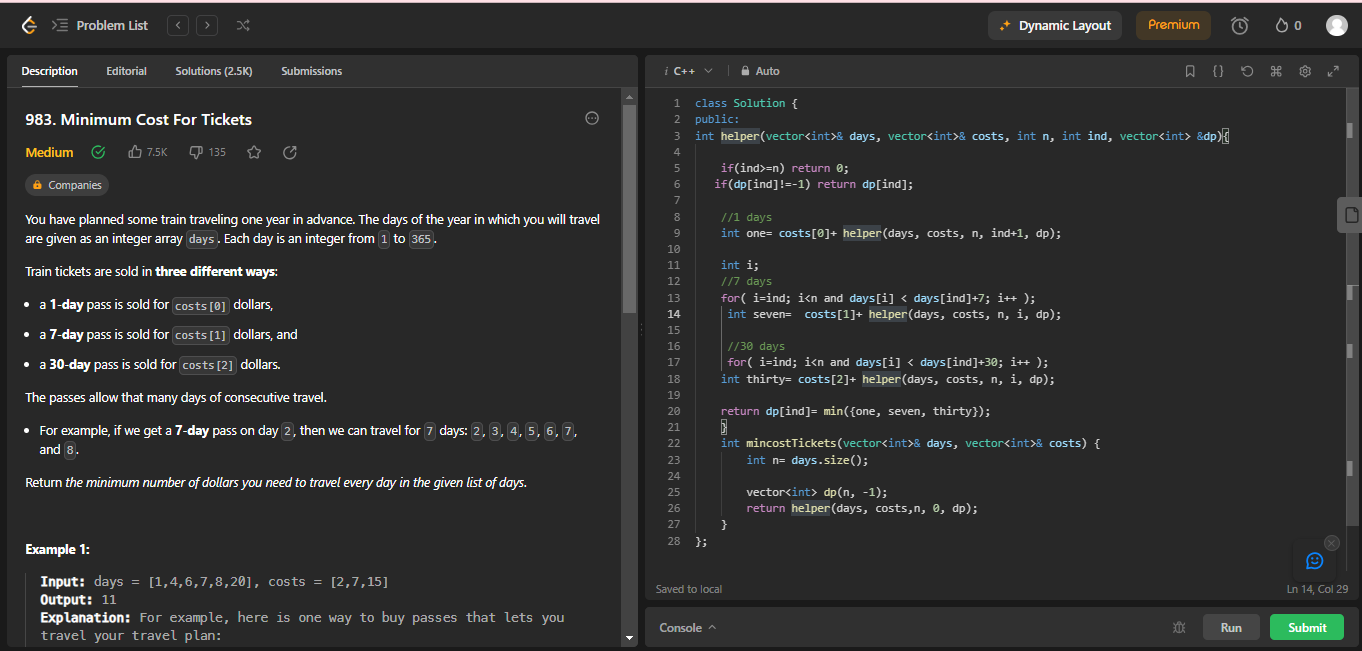 Problem List
Dynamic Layout
Premium
0
Description Editorial Solutions (2.5K) Submissions
983. Minimum Cost For Tickets
Medium 7.5K 135
Companies
You have planned some train traveling one year in advance. The days of the year in which you will travel
are given as an integer array days. Each day is an integer from 1 to 365.
Train tickets are sold in three different ways:
• a 1-day pass is sold for costs[0] dollars,
• a 7-day pass is sold for costs[1] dollars, and
• a 30-day pass is sold for costs[2] dollars.
The passes allow that many days of consecutive travel.
• For example, if we get a 7-day pass on day 2, then we can travel for 7 days: 2, 3, 4, 5, 6, 7,
and 8.
Return the minimum number of dollars you need to travel every day in the given list of days.
Example 1:
Input: days = [1,4,6,7,8,20], costs = [2,7,15]
Output: 11
Explanation: For example, here is one way to buy passes that lets you
travel your travel plan:
i C++ Auto
1 class Solution {
2 public:
3 int helper(vector<int>& days, vector<int>& costs, int n, int ind, vector<int> &dp){
4
5 if(ind>=n) return 0;
6 if(dp[ind]!=-1) return dp[ind];
7
8 //1 days
9 int one= costs[0]+ helper(days, costs, n, ind+1, dp);
10
11 int i;
12 //7 days
13 for( i=ind; i<n and days[i] < days[ind]+7; i++ );
14 int seven=  costs[1]+ helper(days, costs, n, i, dp);
15
16 //30 days
17 for( i=ind; i<n and days[i] < days[ind]+30; i++ );
18 int thirty= costs[2]+ helper(days, costs, n, i, dp);
19
20 return dp[ind]= min({one, seven, thirty});
21 }
22 int mincostTickets(vector<int>& days, vector<int>& costs) {
23 int n= days.size();
24
25 vector<int> dp(n, -1);
26 return helper(days, costs,n, 0, dp);
27 }
28 };
Saved to local
Ln 14, Col 29
Console
Run
Submit